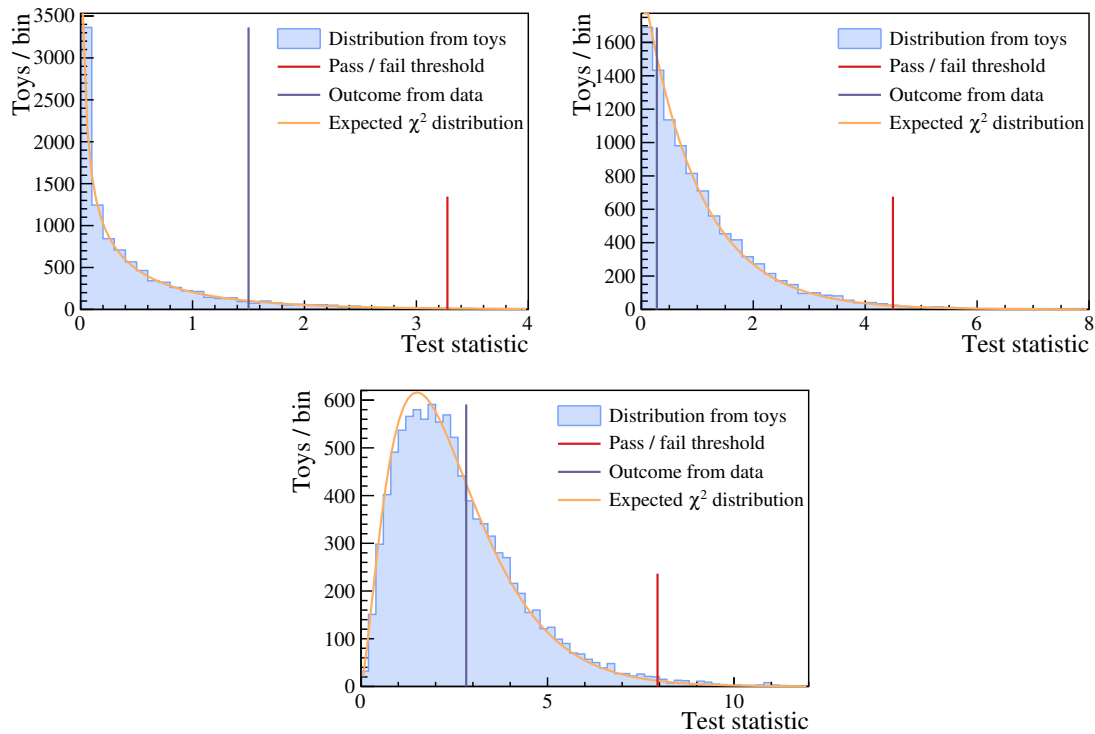 Toys / bin
3500
3000
2500
2000
1500
1000
500
0
0 1 2 3 4
Test statistic
Distribution from toys
Pass / fail threshold
Outcome from data
Expected χ² distribution
Toys / bin
1600
1400
1200
1000
800
600
400
200
0
0 2 4 6 8
Test statistic
Distribution from toys
Pass / fail threshold
Outcome from data
Expected χ² distribution
Toys / bin
600
500
400
300
200
100
0
0 5 10
Test statistic
Distribution from toys
Pass / fail threshold
Outcome from data
Expected χ² distribution